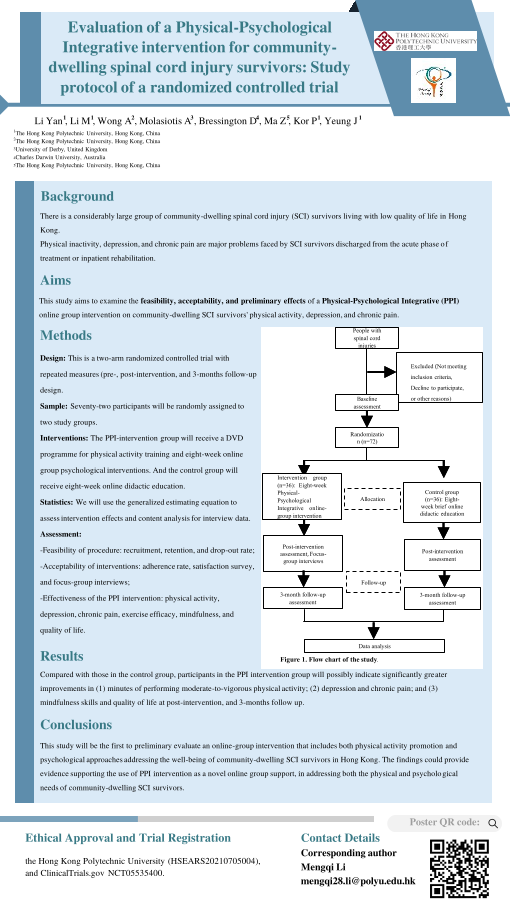 Evaluation of a Physical-Psychological
Integrative intervention for community-
dwelling spinal cord injury survivors: Study
protocol of a randomized controlled trial
THE HONG KONG
POLYTECHNIC UNIVERSITY
香港理工大學
Li Yan1, Li M1, Wong A2, Molasiotis A3, Bressington D4, Ma Z5, Kor P1, Yeung J1
1The Hong Kong Polytechnic University, Hong Kong, China
2The Hong Kong Polytechnic University, Hong Kong, China
3University of Derby, United Kingdom
4Charles Darwin University, Australia
5The Hong Kong Polytechnic University, Hong Kong, China
Background
There is a considerably large group of community-dwelling spinal cord injury (SCI) survivors living with low quality of life in Hong
Kong.
Physical inactivity, depression, and chronic pain are major problems faced by SCI survivors discharged from the acute phase of
treatment or inpatient rehabilitation.
Aims
This study aims to examine the feasibility, acceptability, and preliminary effects of a Physical-Psychological Integrative (PPI)
online group intervention on community-dwelling SCI survivors' physical activity, depression, and chronic pain.
Methods
Design: This is a two-arm randomized controlled trial with
repeated measures (pre-, post-intervention, and 3-months follow-up
design.
Sample: Seventy-two participants will be randomly assigned to
two study groups.
Interventions: The PPI-intervention group will receive a DVD
programme for physical activity training and eight-week online
group psychological interventions. And the control group will
receive eight-week online didactic education.
Statistics: We will use the generalized estimating equation to
assess intervention effects and content analysis for interview data.
Assessment:
-Feasibility of procedure: recruitment, retention, and drop-out rate;
-Acceptability of interventions: adherence rate, satisfaction survey,
and focus-group interviews;
-Effectiveness of the PPI intervention: physical activity,
depression, chronic pain, exercise efficacy, mindfulness, and
quality of life.
People with
spinal cord
injuries
Excluded (Not meeting
inclusion criteria,
Decline to participate,
or other reasons)
Baseline
assessment
Randomizatio
n (n=72)
Intervention group
(n=36): Eight-week
Physical-
Psychological
Integrative online-
group intervention
Allocation
Control group
(n=36): Eight-
week brief online
didactic education
Post-intervention
assessment, Focus-
group interviews
Post-intervention
assessment
Follow-up
3-month follow-up
assessment
3-month follow-up
assessment
Data analysis
Figure 1. Flow chart of the study.
Results
Compared with those in the control group, participants in the PPI intervention group will possibly indicate significantly greater
improvements in (1) minutes of performing moderate-to-vigorous physical activity; (2) depression and chronic pain; and (3)
mindfulness skills and quality of life at post-intervention, and 3-months follow up.
Conclusions
This study will be the first to preliminary evaluate an online-group intervention that includes both physical activity promotion and
psychological approaches addressing the well-being of community-dwelling SCI survivors in Hong Kong. The findings could provide
evidence supporting the use of PPI intervention as a novel online group support, in addressing both the physical and psychological
needs of community-dwelling SCI survivors.
Poster QR code:
Ethical Approval and Trial Registration
the Hong Kong Polytechnic University (HSEARS20210705004),
and ClinicalTrials.gov NCT05535400.
Contact Details
Corresponding author
Mengqi Li
mengqi28.li@polyu.edu.hk